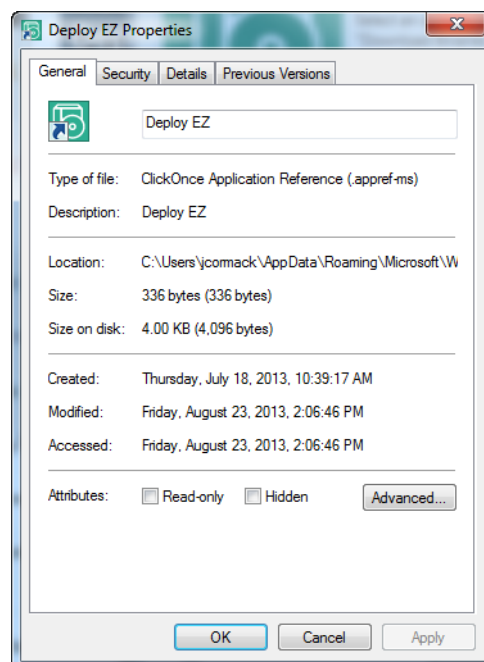 Deploy EZ Properties
General Security Details Previous Versions
Deploy EZ
Type of file: ClickOnce Application Reference (.appref-ms)
Description: Deploy EZ
Location: C:\Users\jcormack\AppData\Roaming\Microsoft\W
Size: 336 bytes (336 bytes)
Size on disk: 4.00 KB (4,096 bytes)
Created: Thursday, July 18, 2013, 10:39:17 AM
Modified: Friday, August 23, 2013, 2:06:46 PM
Accessed: Friday, August 23, 2013, 2:06:46 PM
Attributes: Read-only Hidden Advanced...
OK Cancel Apply